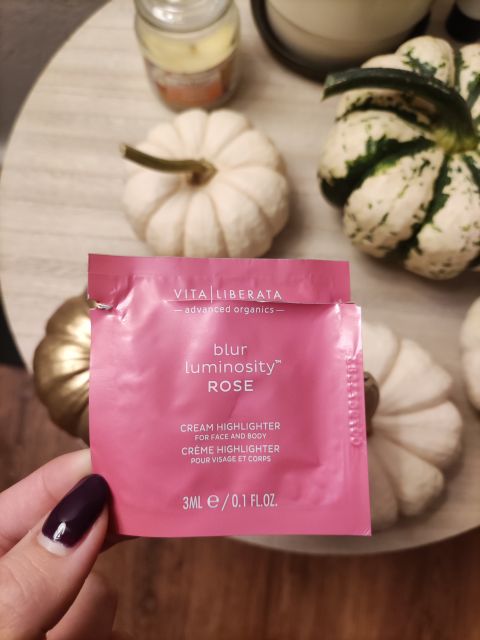 VITA LIBERATA
advanced organics
blur
luminosity™
ROSE
CREAM HIGHLIGHTER
FOR FACE AND BODY
CRÈME HIGHLIGHTER
POUR VISAGE ET CORPS
3ML ℮/0.1 FL.OZ.